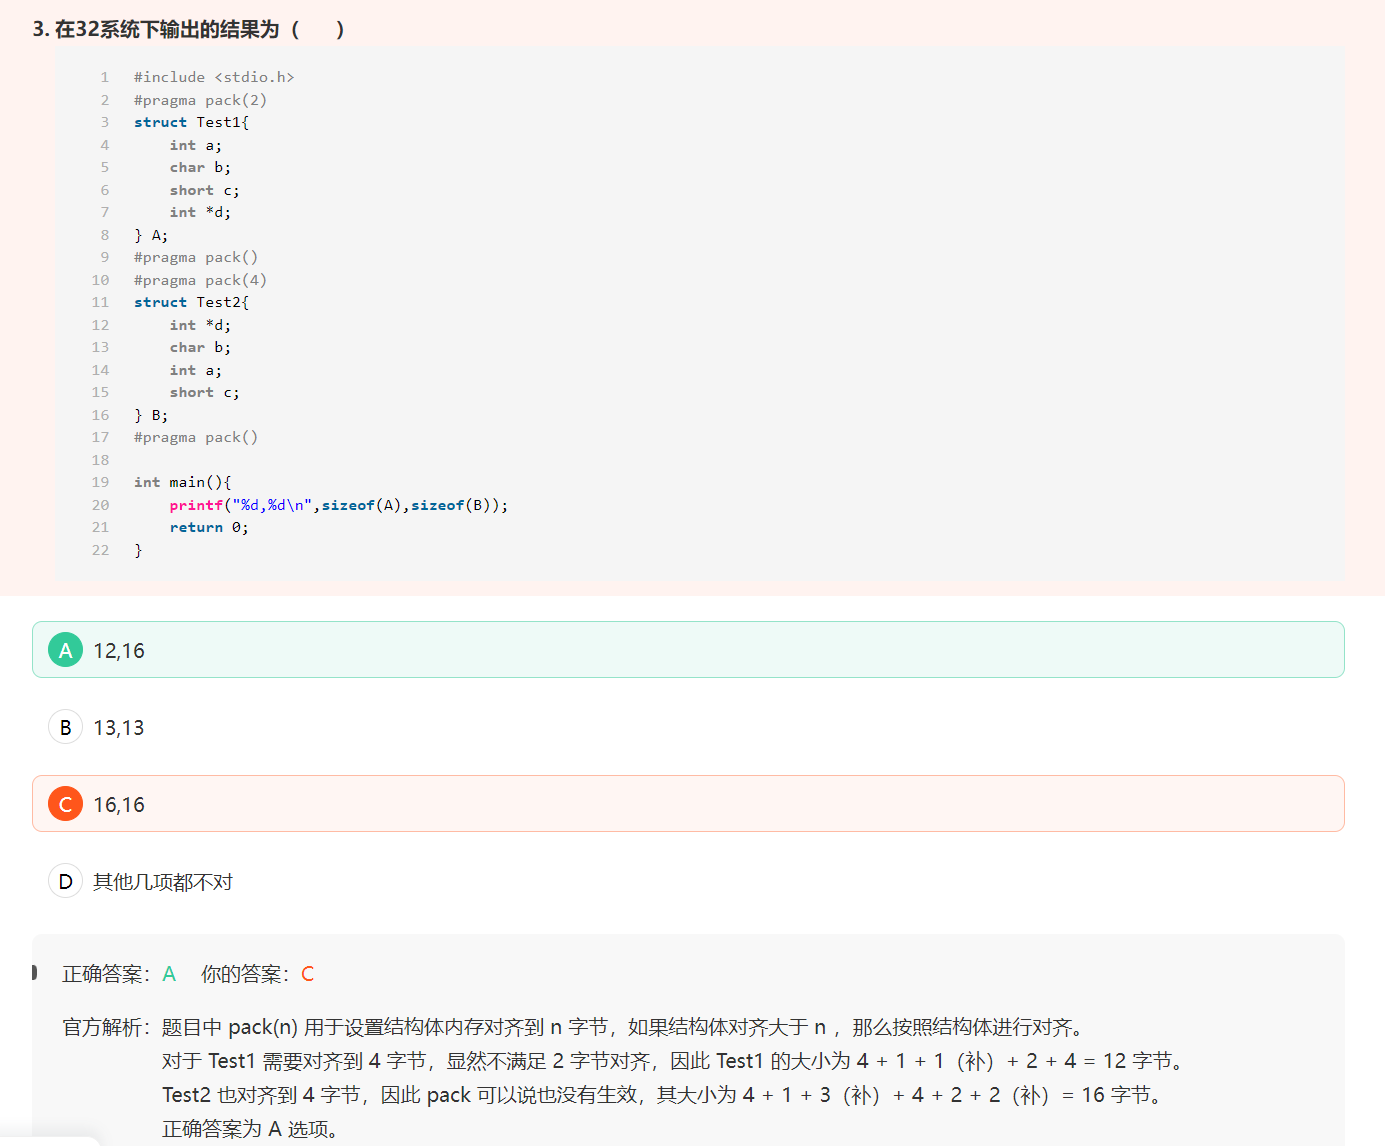 3. 在32系统下输出的结果为（　　）
1 #include <stdio.h>
2 #pragma pack(2)
3 struct Test1{
4     int a;
5     char b;
6     short c;
7     int *d;
8 } A;
9 #pragma pack()
10 #pragma pack(4)
11 struct Test2{
12     int *d;
13     char b;
14     int a;
15     short c;
16 } B;
17 #pragma pack()
18
19 int main(){
20     printf("%d,%d\n",sizeof(A),sizeof(B));
21     return 0;
22 }
A 12,16
B 13,13
C 16,16
D 其他几项都不对
正确答案：A 你的答案：C
官方解析：题目中 pack(n) 用于设置结构体内存对齐到 n 字节，如果结构体对齐大于 n ，那么按照结构体进行对齐。
对于 Test1 需要对齐到 4 字节，显然不满足 2 字节对齐，因此 Test1 的大小为 4 + 1 + 1（补）+ 2 + 4 = 12 字节。
Test2 也对齐到 4 字节，因此 pack 可以说也没有生效，其大小为 4 + 1 + 3（补）+ 4 + 2 + 2（补）= 16 字节。
正确答案为 A 选项。